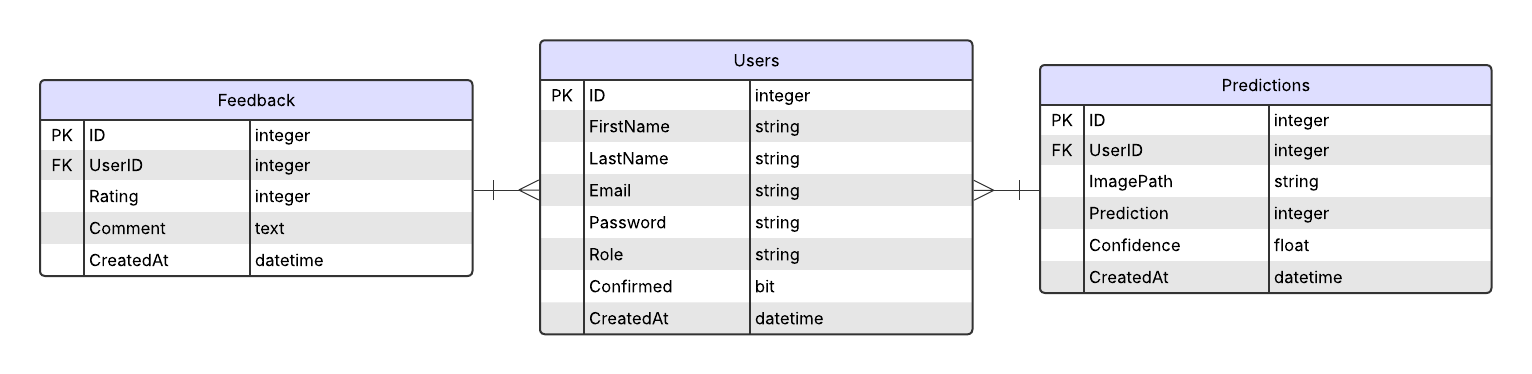 Feedback
PK ID integer
FK UserID integer
Rating integer
Comment text
CreatedAt datetime
Users
PK ID integer
FirstName string
LastName string
Email string
Password string
Role string
Confirmed bit
CreatedAt datetime
Predictions
PK ID integer
FK UserID integer
ImagePath string
Prediction integer
Confidence float
CreatedAt datetime